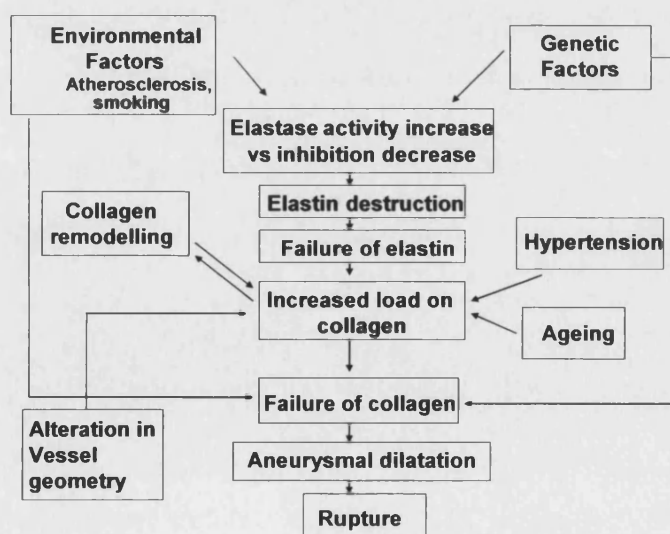 Environmental
Factors
Atherosclerosis,
smoking
Genetic
Factors
Elastase activity increase
vs inhibition decrease
Elastin destruction
Collagen
remodelling
Failure of elastin
Hypertension
Increased load on
collagen
Ageing
Failure of collagen
Alteration in
Vessel
geometry
Aneurysmal dilatation
Rupture